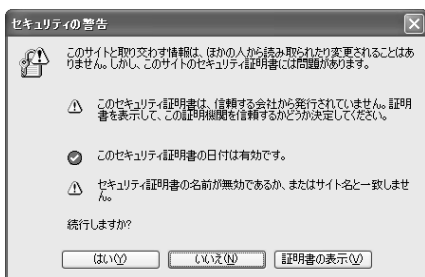 セキュリティの警告
このサイトと取り交わす情報は、ほかの人から読み取られたり変更されることはあ
りません。しかし、このサイトのセキュリティ証明書には問題があります。
このセキュリティ証明書は、信頼する会社から発行されていません。証明
書を表示して、この証明機関を信頼するかどうか決定してください。
このセキュリティ証明書の日付は有効です。
セキュリティ証明書の名前が無効であるか、またはサイト名と一致しませ
ん。
続行しますか?
はい(Y) いいえ(N) 証明書の表示(V)